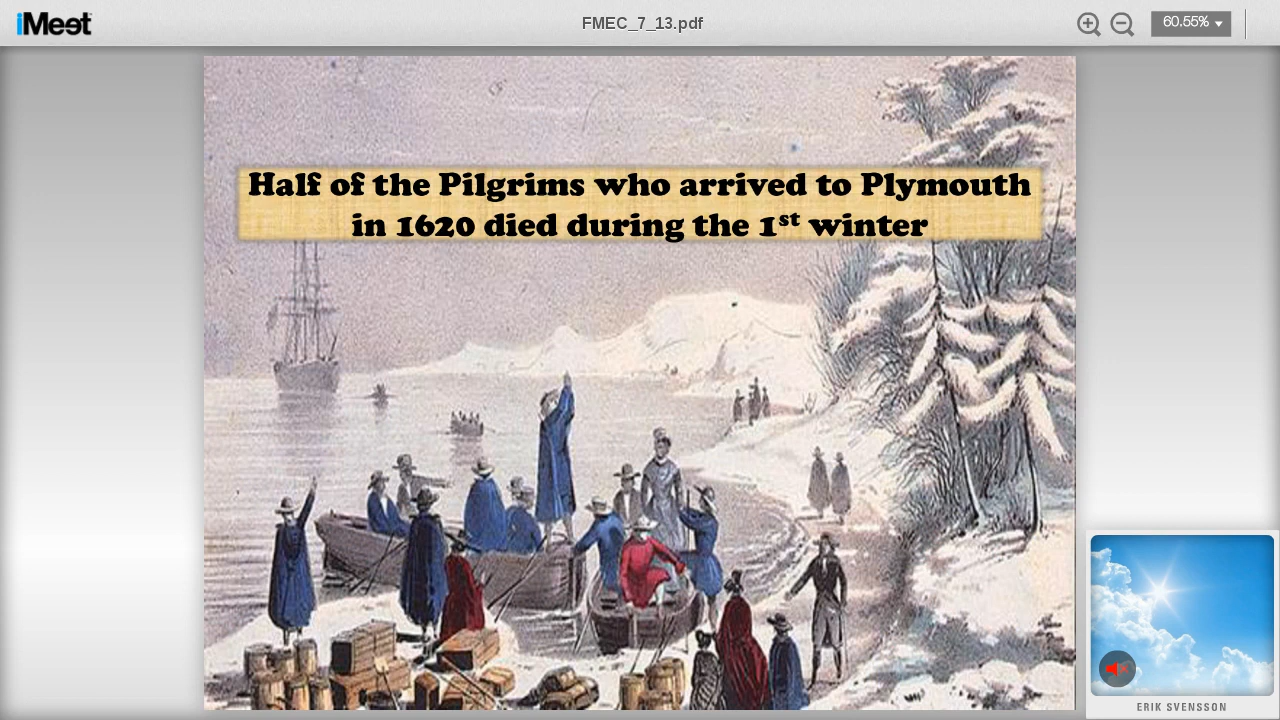 iMeet
FMEC_7_13.pdf
60.55%
Half of the Pilgrims who arrived to Plymouth
in 1620 died during the 1st winter
ERIK SVENSSON